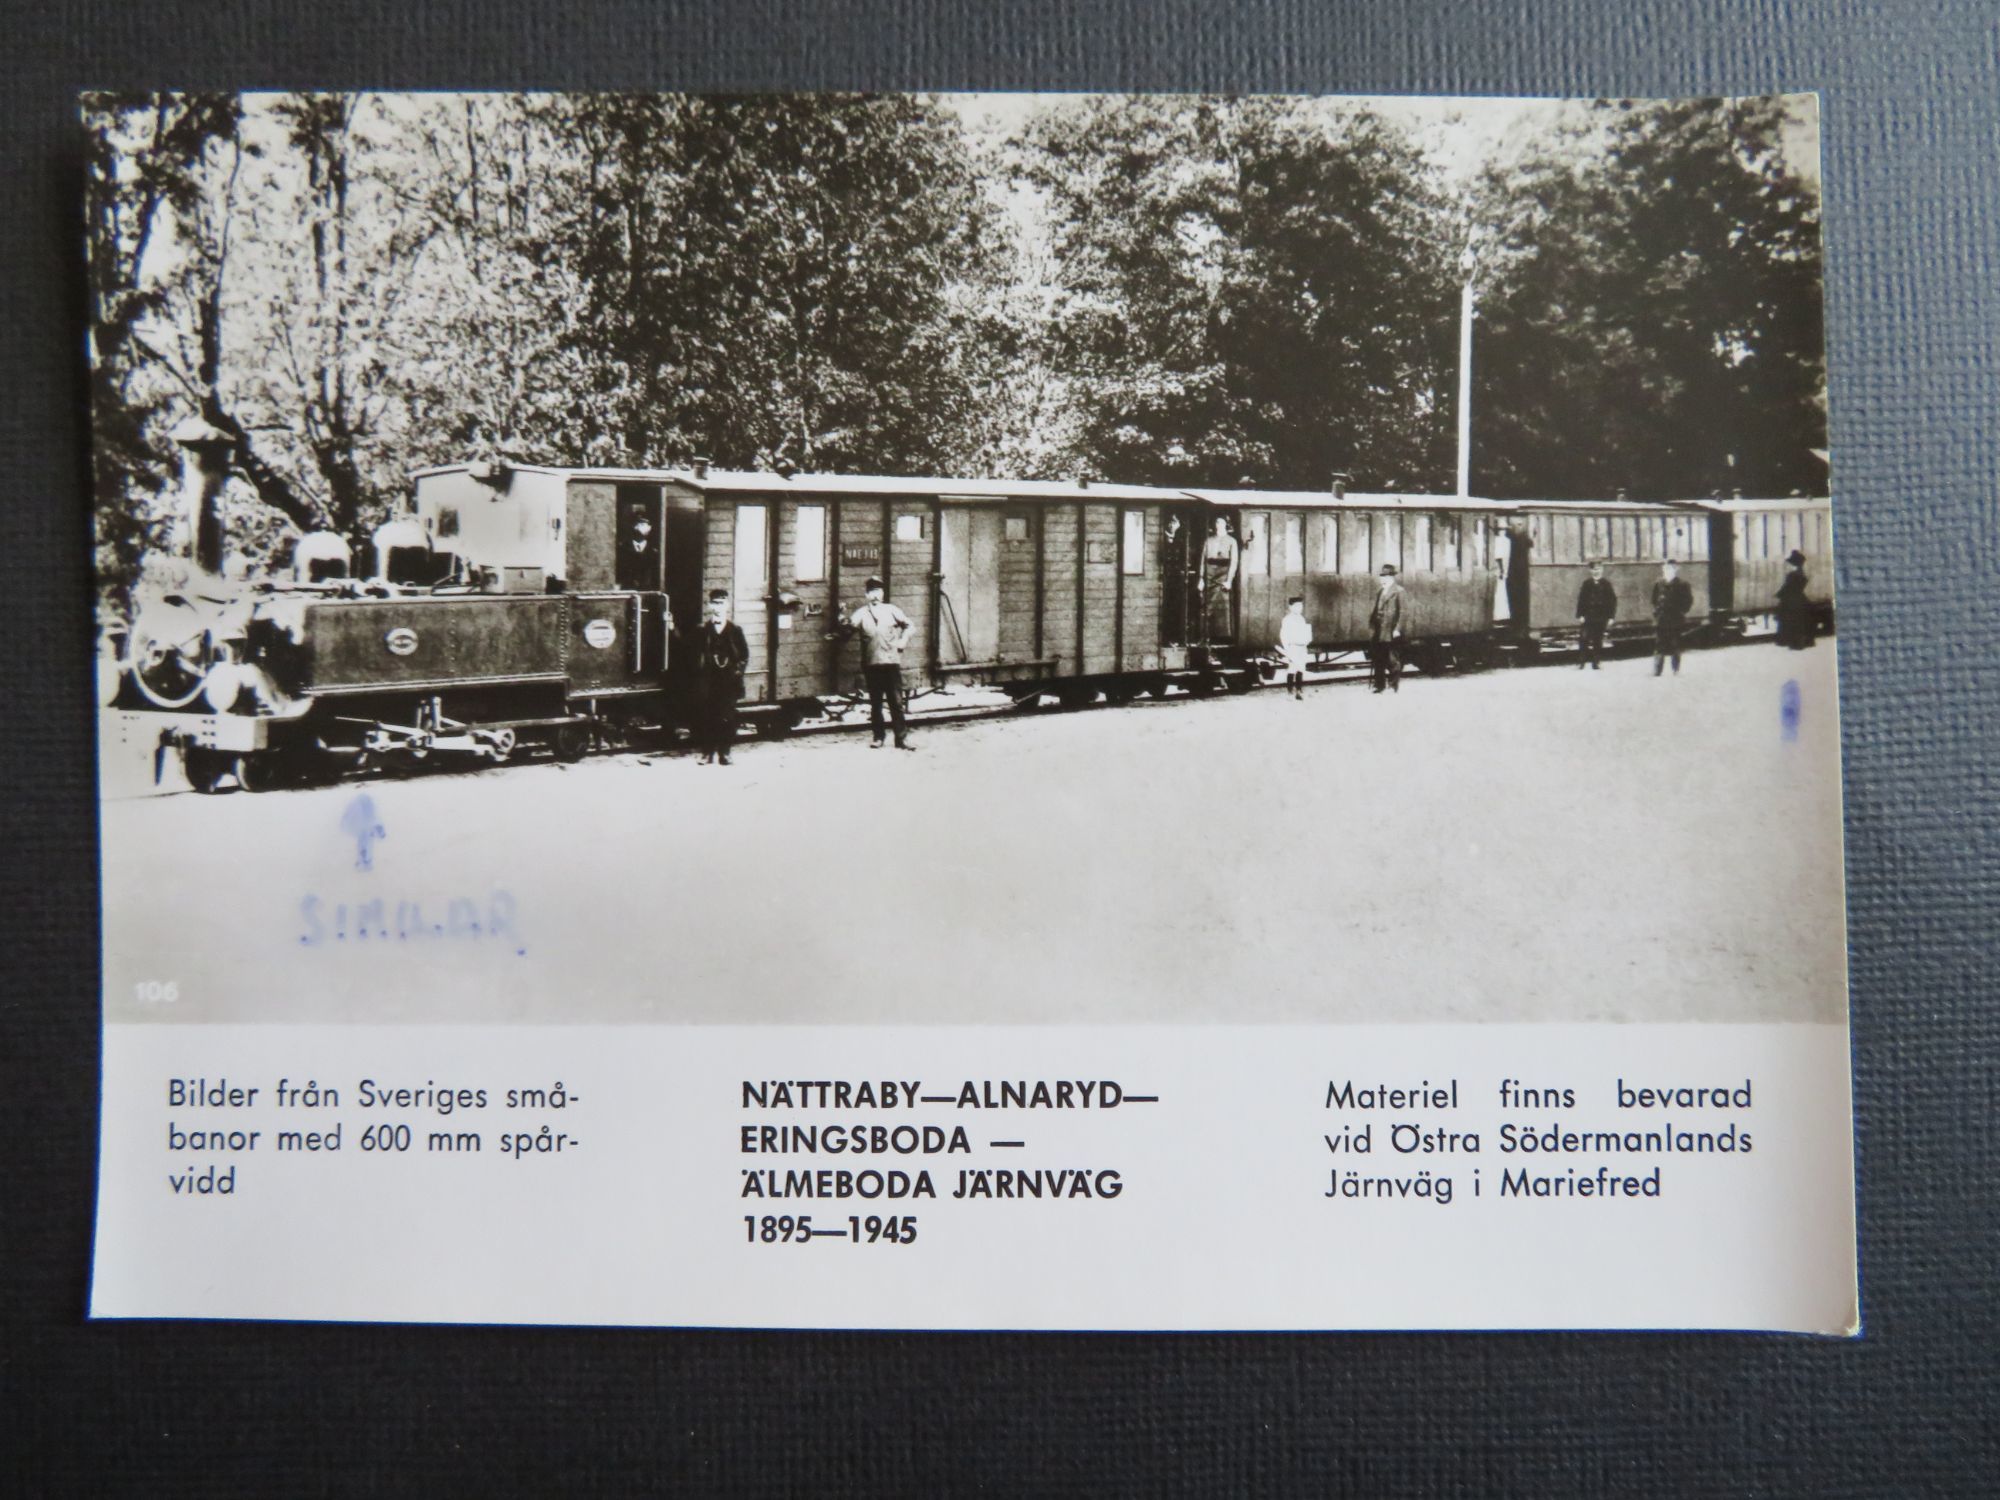 SIMILAR
106
Bilder från Sveriges små-
banor med 600 mm spår-
vidd
NÄTTRABY—ALNARYD—
ERINGSBODA —
ÄLMEBODA JÄRNVÄG
1895—1945
Materiel finns bevarad
vid Östra Södermanlands
Järnväg i Mariefred